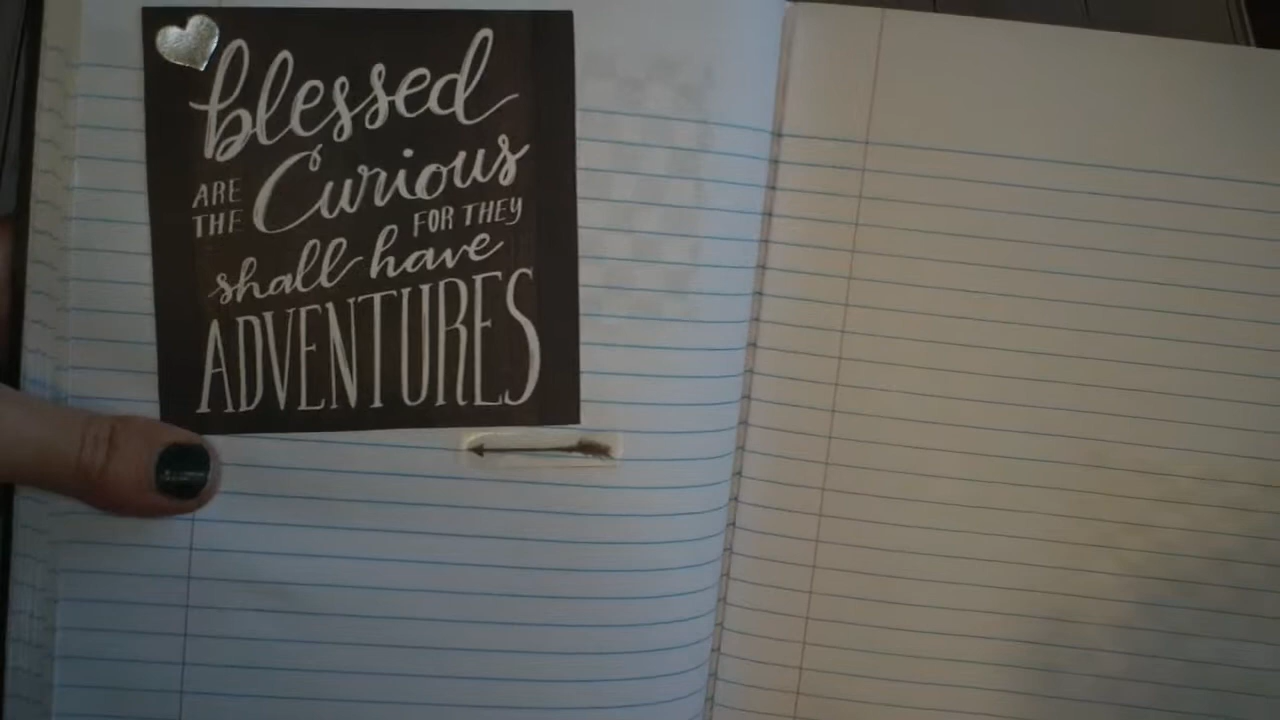 blessed
ARE THE Curious
FOR THEY
shall have
ADVENTURES